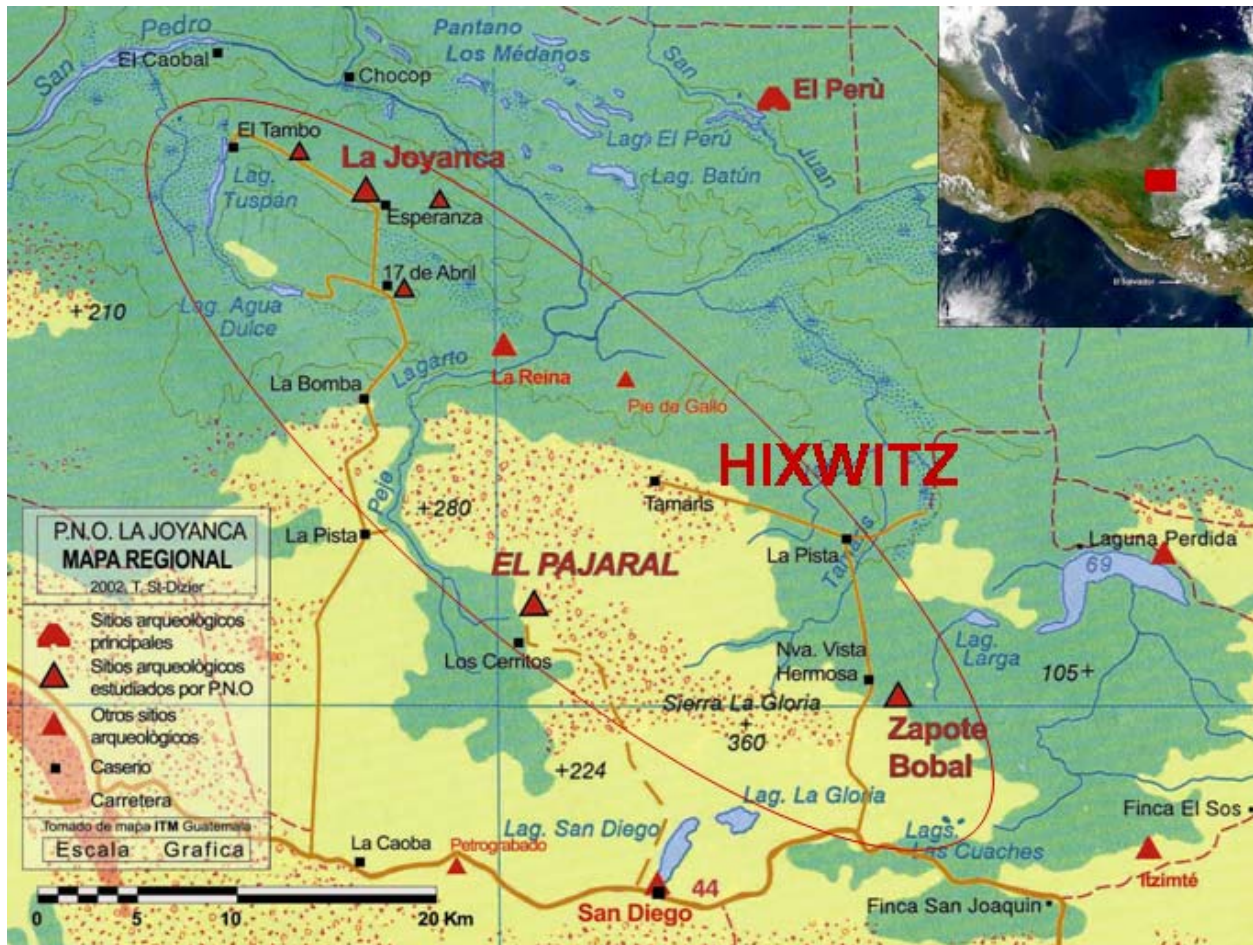 Pedro
San
El Caobal
Chocop
Pantano
Los Médanos
San
Juan
El Perù
Lag. El Perú
Lag. Batún
El Tambo
La Joyanca
Lag.
Tuspán
Esperanza
17 de Abril
+210
Lag. Agua
Dulce
La Bomba
Lagarto
Peje
La Reina
Pie de Gallo
El Salvador
HIXWITZ
Tamaris
+280
La Pista
La Pista
Laguna Perdida
69
EL PAJARAL
Los Cerritos
Nva. Vista
Hermosa
Lag.
Larga
105+
Sierra La Gloria
+
360
Zapote
Bobal
+224
Lag. La Gloria
Lag. San Diego
Lags.
Las Cuaches
Finca El Sos
La Caoba
Petrograbado
San Diego
44
Itzimté
Finca San Joaquin
P.N.O. LA JOYANCA
MAPA REGIONAL
2002, T. St-Dizier
Sitios arqueològicos
principales
Sitios arqueològicos
estudiados por P.N.O
Otros sitios
arqueològicos
Caserio
Carretera
Tomado de mapa ITM Guatemala
Escala Grafica
0 10 20 Km